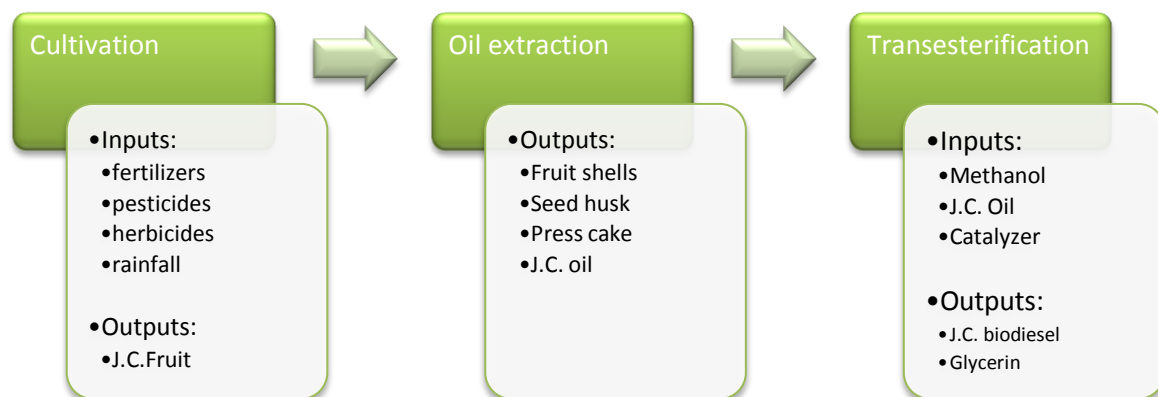 Cultivation
•Inputs:
•fertilizers
•pesticides
•herbicides
•rainfall
•Outputs:
•J.C.Fruit
Oil extraction
•Outputs:
•Fruit shells
•Seed husk
•Press cake
•J.C. oil
Transesterification
•Inputs:
•Methanol
•J.C. Oil
•Catalyzer
•Outputs:
•J.C. biodiesel
•Glycerin